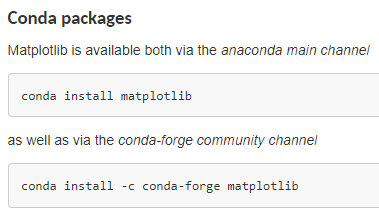 Conda packages
Matplotlib is available both via the anaconda main channel
conda install matplotlib
as well as via the conda-forge community channel
conda install -c conda-forge matplotlib